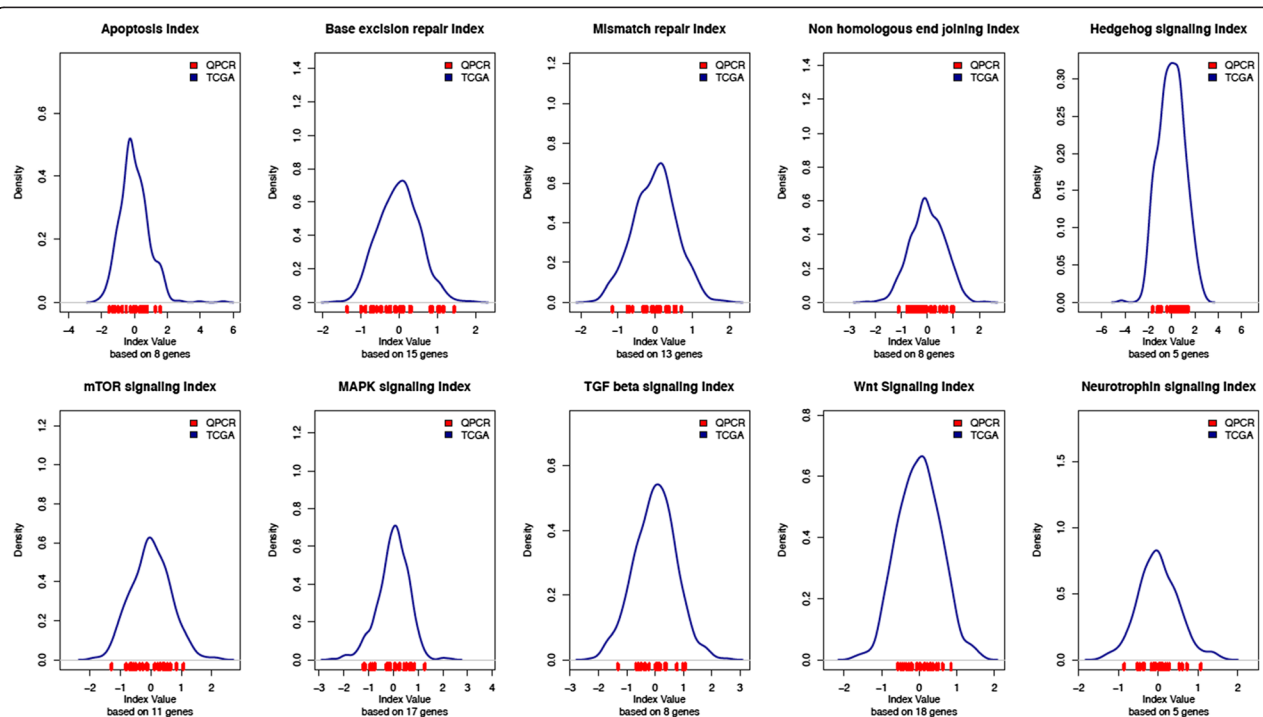 Apoptosis Index
QPCR
TCGA
Density
0.0 0.2 0.4 0.6
−4 −2 0 2 4 6
Index Value
based on 8 genes
Base excision repair Index
QPCR
TCGA
Density
0.0 0.2 0.4 0.6 0.8 1.0 1.2 1.4
−2 −1 0 1 2
Index Value
based on 15 genes
Mismatch repair Index
QPCR
TCGA
Density
0.0 0.2 0.4 0.6 0.8 1.0 1.2
−2 −1 0 1 2
Index Value
based on 13 genes
Non homologous end joining Index
QPCR
TCGA
Density
0.0 0.2 0.4 0.6 0.8 1.0 1.2 1.4
−3 −2 −1 0 1 2
Index Value
based on 8 genes
Hedgehog signaling Index
QPCR
TCGA
Density
0.00 0.05 0.10 0.15 0.20 0.25 0.30
−6 −4 −2 0 2 4 6
Index Value
based on 5 genes
mTOR signaling Index
QPCR
TCGA
Density
0.0 0.2 0.4 0.6 0.8 1.0 1.2
−2 −1 0 1 2
Index Value
based on 11 genes
MAPK signaling Index
QPCR
TCGA
Density
0.0 0.2 0.4 0.6 0.8 1.0 1.2
−3 −2 −1 0 1 2 3 4
Index Value
based on 17 genes
TGF beta signaling Index
QPCR
TCGA
Density
0.0 0.2 0.4 0.6
−3 −2 −1 0 1 2 3
Index Value
based on 8 genes
Wnt Signaling Index
QPCR
TCGA
Density
0.0 0.2 0.4 0.6 0.8
−2 −1 0 1 2
Index Value
based on 18 genes
Neurotrophin signaling Index
QPCR
TCGA
Density
0.0 0.5 1.0 1.5
−2 −1 0 1 2
Index Value
based on 5 genes